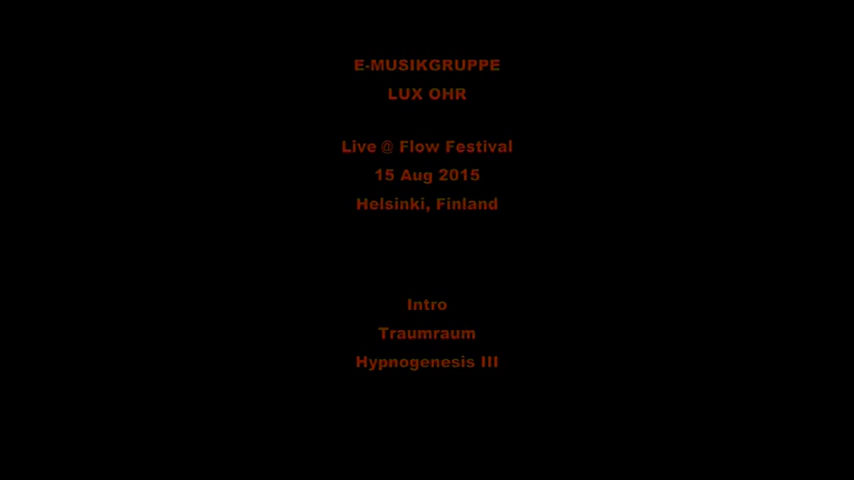 E-MUSIKGRUPPE
LUX OHR
Live @ Flow Festival
15 Aug 2015
Helsinki, Finland
Intro
Traumraum
Hypnogenesis III